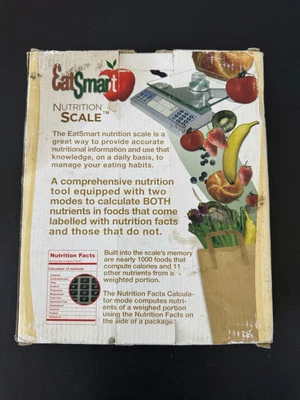 EatSmart
NUTRITION
SCALE™
The EatSmart nutrition scale is a
great way to provide accurate
nutritional information and use that
knowledge, on a daily basis, to
manage your eating habits.
A comprehensive nutrition
tool equipped with two
modes to calculate BOTH
nutrients in foods that come
labelled with nutrition facts
and those that do not.
Nutrition Facts
Built into the scale's memory
are nearly 1000 foods that
compute calories and 11
other nutrients from a
weighed portion.
The Nutrition Facts Calcula-
tor mode computes nutri-
ents of a weighed portion
using the Nutrition Facts on
the side of a package.